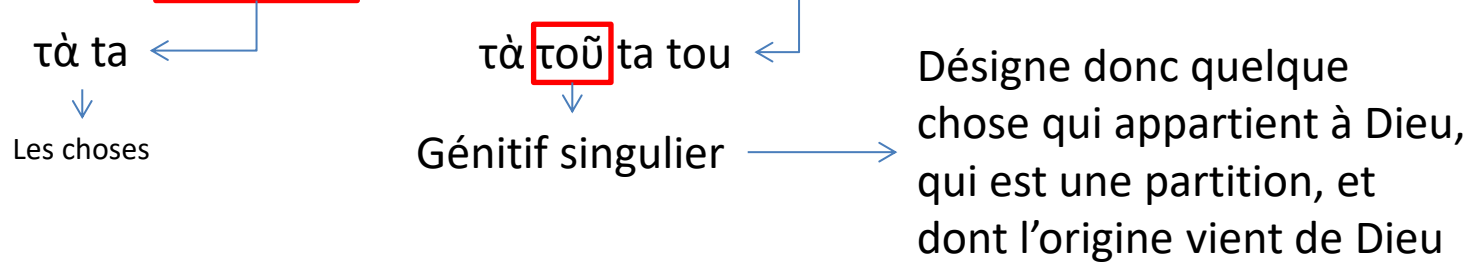 τὰ ta
Les choses
τὰ τοῦ ta tou
Génitif singulier
Désigne donc quelque
chose qui appartient à Dieu,
qui est une partition, et
dont l’origine vient de Dieu